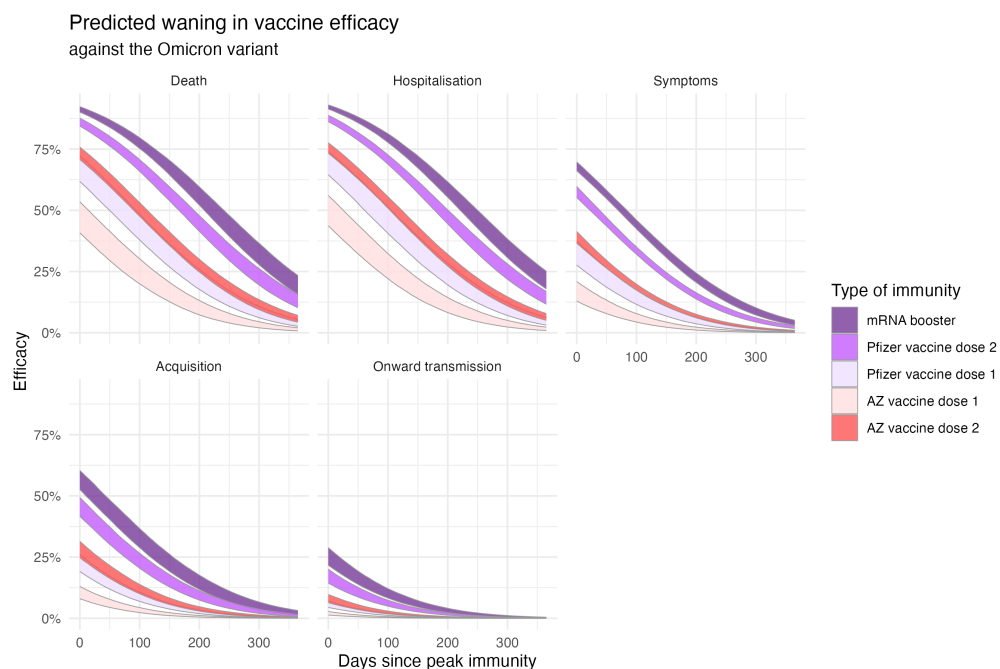 Predicted waning in vaccine efficacy
against the Omicron variant
Death
Hospitalisation
Symptoms
75%
50%
25%
0%
0
100
200
300
Efficacy
Acquisition
Onward transmission
75%
50%
25%
0%
0
100
200
300
0
100
200
300
Days since peak immunity
Type of immunity
mRNA booster
Pfizer vaccine dose 2
Pfizer vaccine dose 1
AZ vaccine dose 1
AZ vaccine dose 2